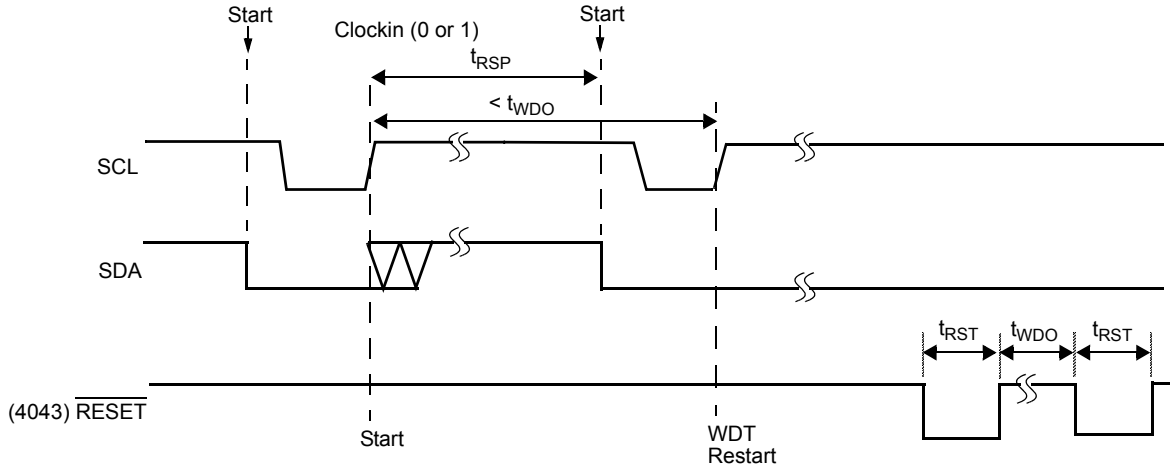 Start
Start
Clockin (0 or 1)
tRSP
< tWDO
SCL
SDA
tRST
tWDO
tRST
(4043) RESET
Start
WDT
Restart